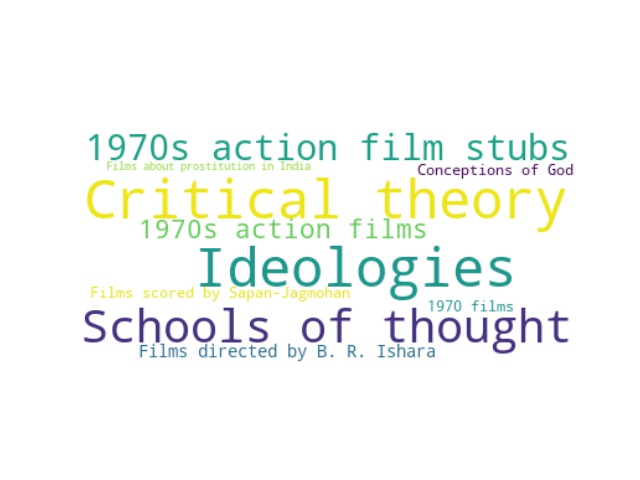 1970s action film stubs
Films about prostitution in India
Conceptions of God
Critical theory
1970s action films
Ideologies
Films scored by Sapan-Jagmohan
1970 films
Schools of thought
Films directed by B. R. Ishara